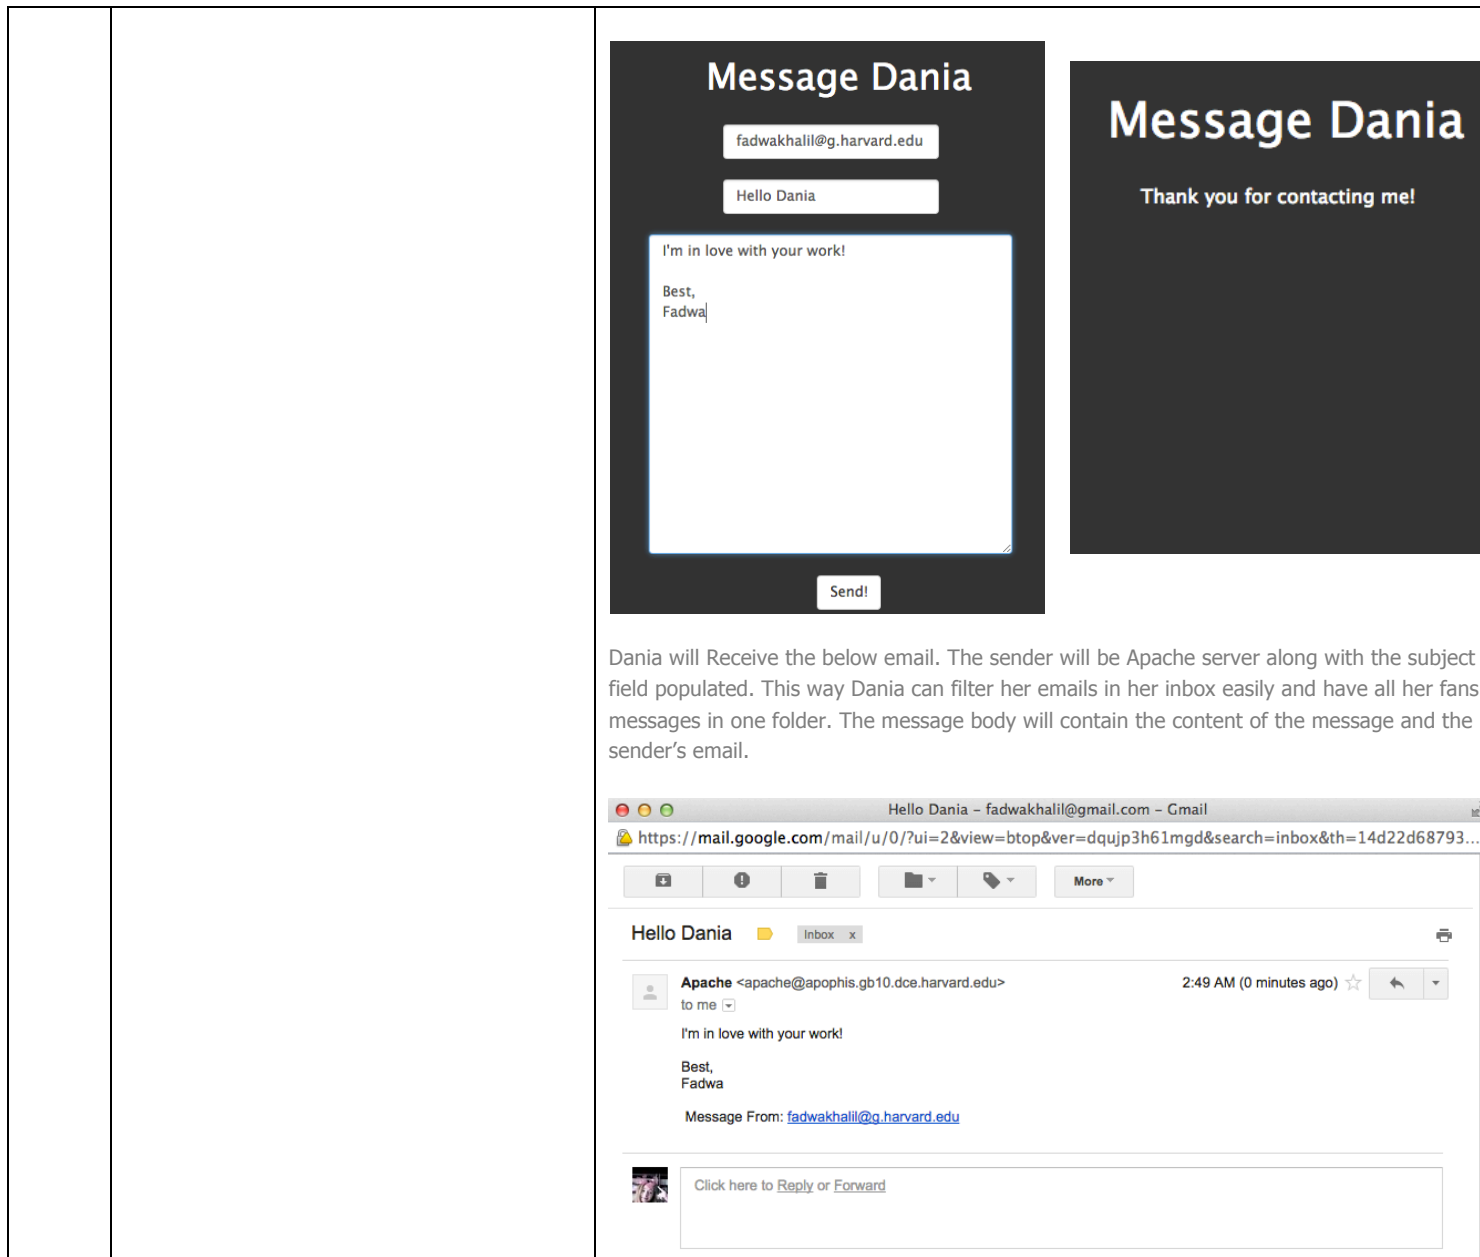 Message Dania
fadwakhalil@g.harvard.edu
Hello Dania
I'm in love with your work!
Best,
Fadwa
Send!
Message Dania
Thank you for contacting me!
Dania will Receive the below email. The sender will be Apache server along with the subject
field populated. This way Dania can filter her emails in her inbox easily and have all her fans
messages in one folder. The message body will contain the content of the message and the
sender’s email.
Hello Dania – fadwakhalil@gmail.com – Gmail
https://mail.google.com/mail/u/0/?ui=2&view=btop&ver=dqujp3h61mgd&search=inbox&th=14d22d68793...
More
Hello Dania Inbox x
Apache <apache@apophis.gb10.dce.harvard.edu> 2:49 AM (0 minutes ago)
to me
I'm in love with your work!
Best,
Fadwa
Message From: fadwakhalil@g.harvard.edu
Click here to Reply or Forward